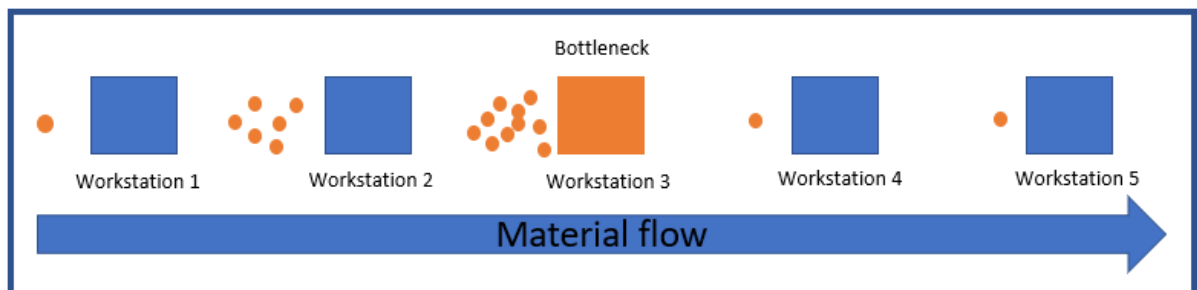 Bottleneck
Workstation 1
Workstation 2
Workstation 3
Workstation 4
Workstation 5
Material flow